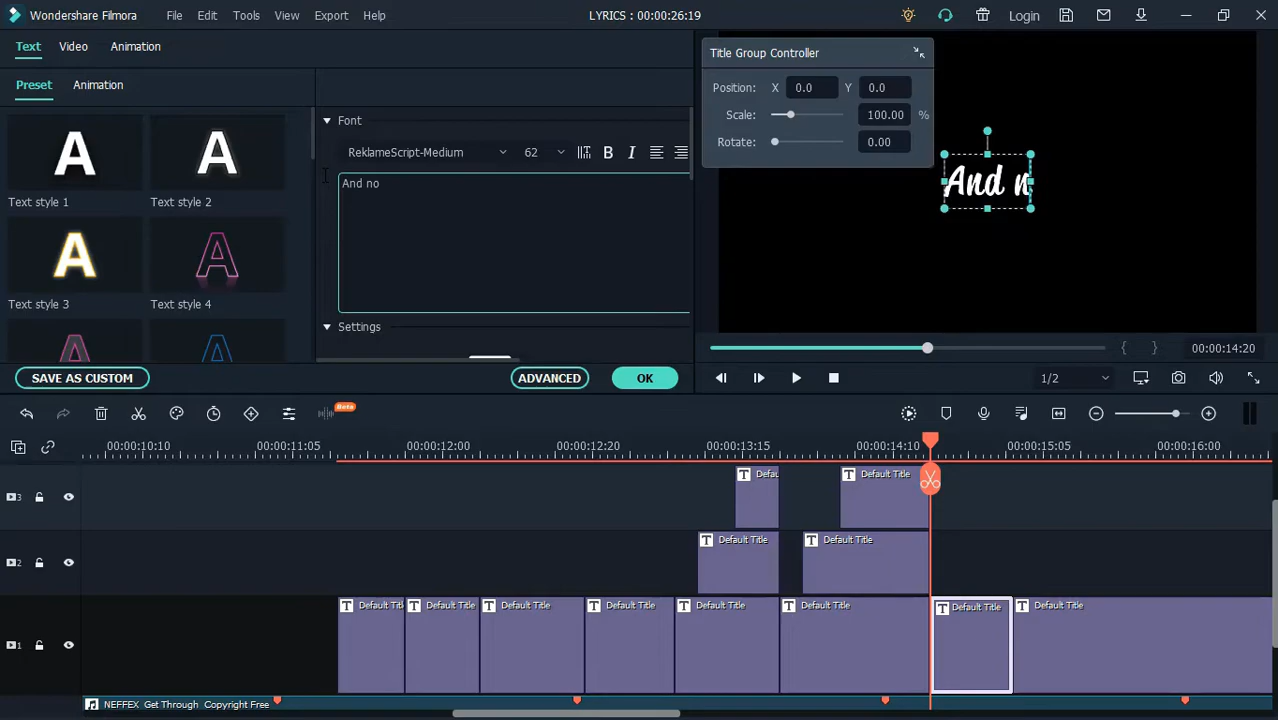 Wondershare Filmora File Edit Tools View Export Help LYRICS : 00:00:26:19 Login
Text Video Animation
Preset Animation
A A
Text style 1 Text style 2
A A
Text style 3 Text style 4
Font
ReklameScript-Medium 62 B I
And no
Settings
SAVE AS CUSTOM ADVANCED OK
Title Group Controller
Position: X 0.0 Y 0.0
Scale: 100.00 %
Rotate: 0.00
And n
1/2 00:00:14:20
Beta
00:00:10:10 00:00:11:05 00:00:12:00 00:00:12:20 00:00:13:15 00:00:14:10 00:00:15:05 00:00:16:00
3 T Defau T Default Title
2 T Default Title T Default Title
1 T Default Titl T Default Title T Default Title T Default Title T Default Title T Default Title T Default Title T Default Title
NEFFEX Get Through Copyright Free